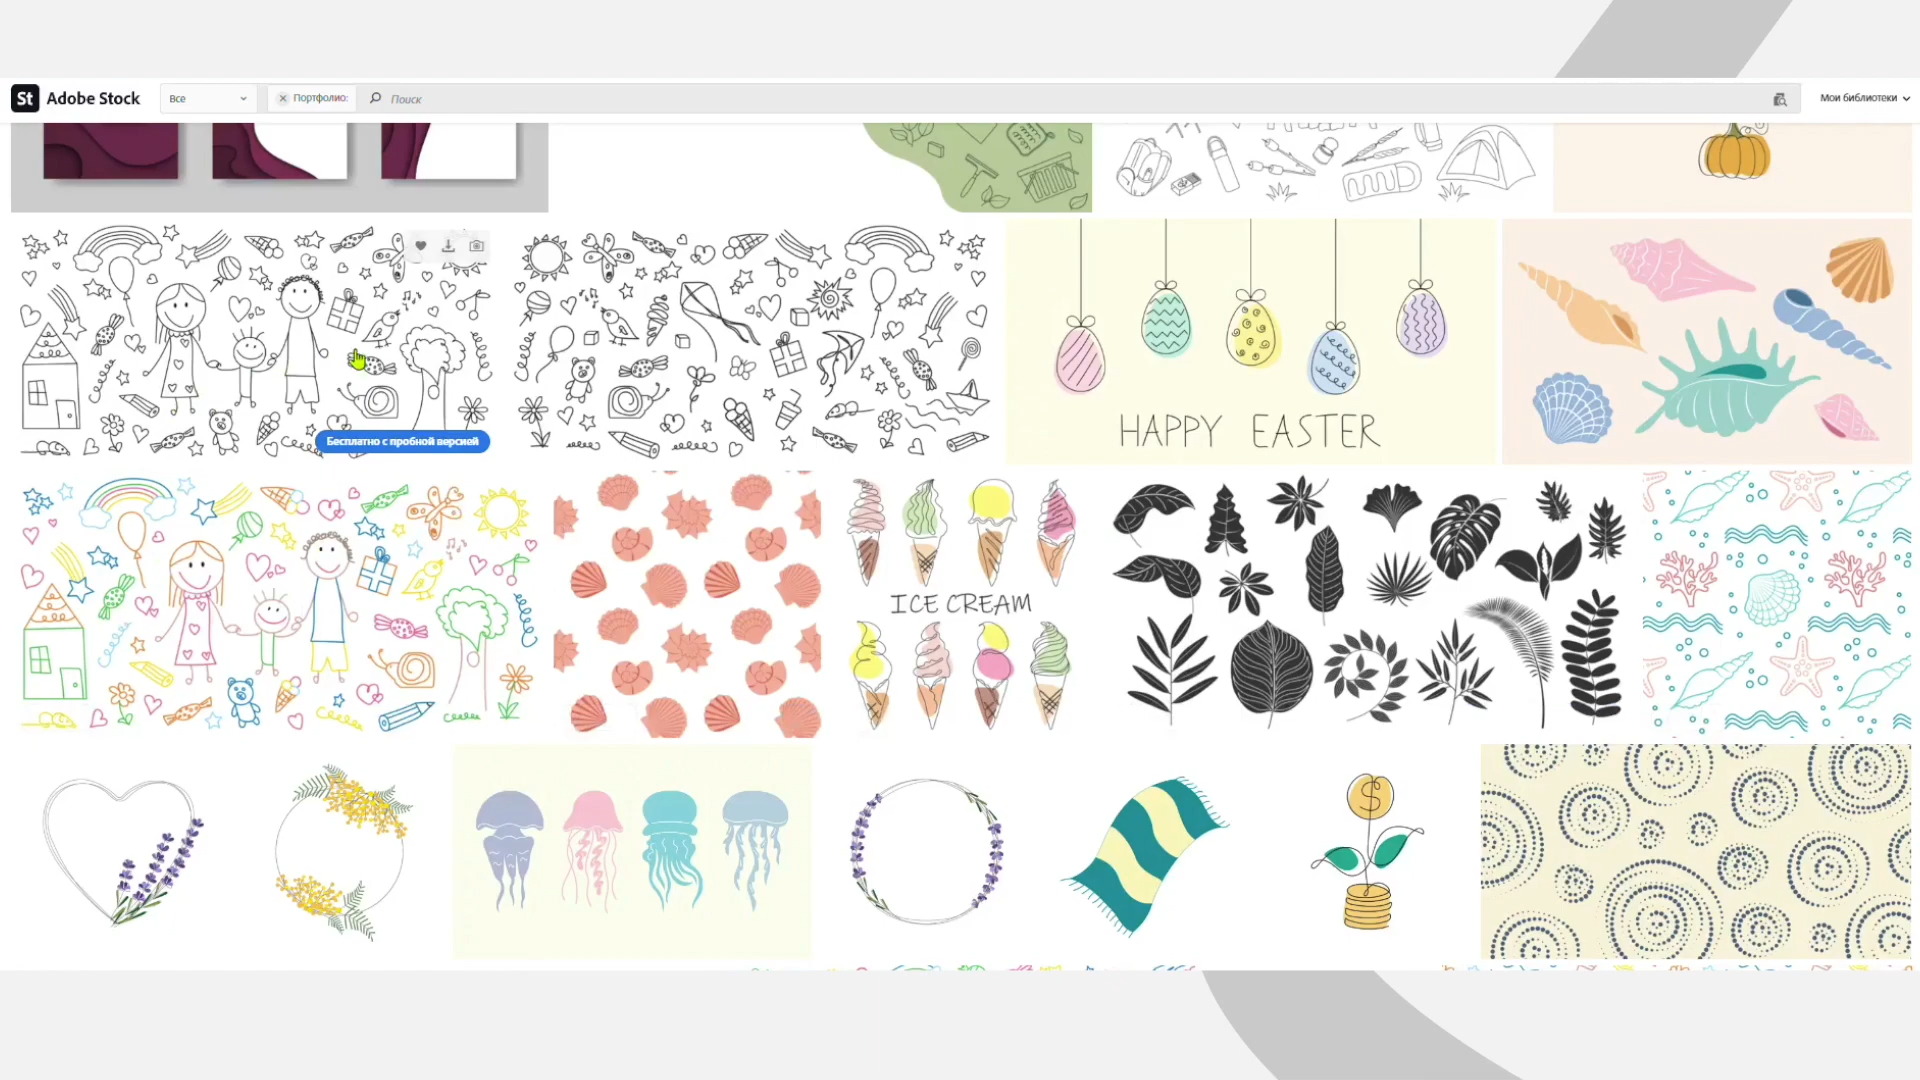 St Adobe Stock Все Портфолио: Поиск Мои библиотеки
HAPPY EASTER
Бесплатно с пробной версией
ICE CREAM
$